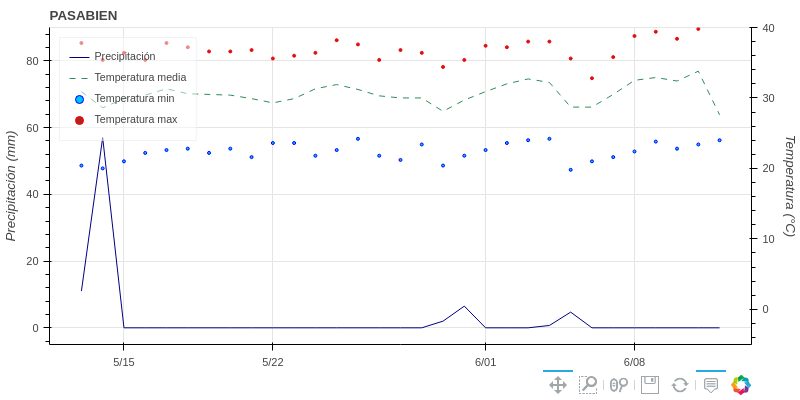 PASABIEN
Precipitación
Temperatura media
Temperatura min
Temperatura max
Precipitación (mm)
80
60
40
20
0
Temperatura (°C)
40
30
20
10
0
5/15 5/22 6/01 6/08